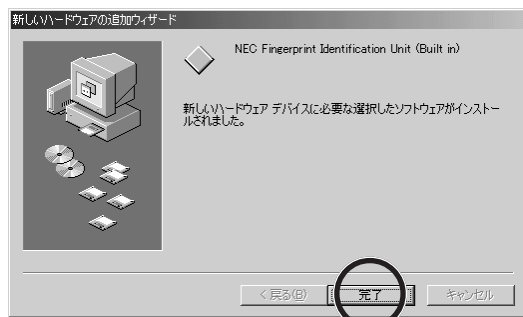 新しいハードウェアの追加ウィザード
NEC Fingerprint Identification Unit (Built in)
新しいハードウェア デバイスに必要な選択したソフトウェアがインストー
ルされました。
< 戻る(B)
完了
キャンセル